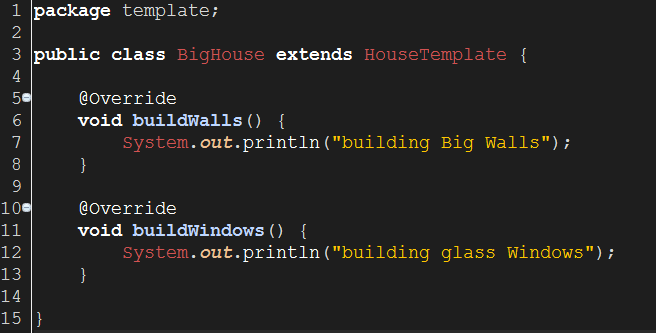 1 package template;
2
3 public class BigHouse extends HouseTemplate {
4
5 @Override
6 void buildWalls() {
7 System.out.println("building Big Walls");
8 }
9
10 @Override
11 void buildWindows() {
12 System.out.println("building glass Windows");
13 }
14
15 }